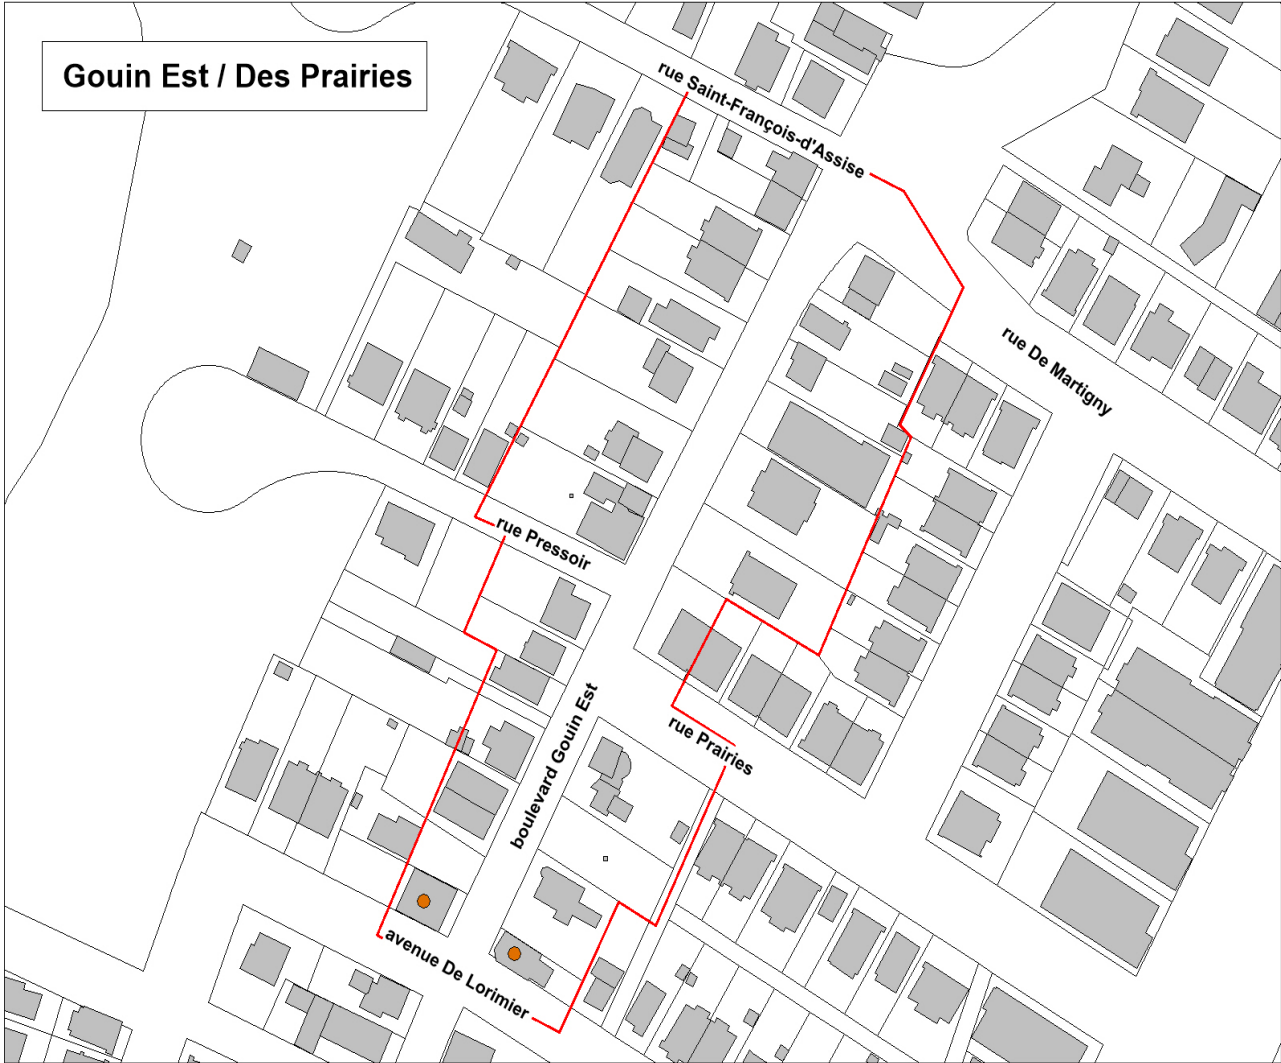 Gouin Est / Des Prairies
rue Saint-François-d'Assise
rue De Martigny
rue Pressoir
boulevard Gouin Est
rue Prairies
avenue De Lorimier